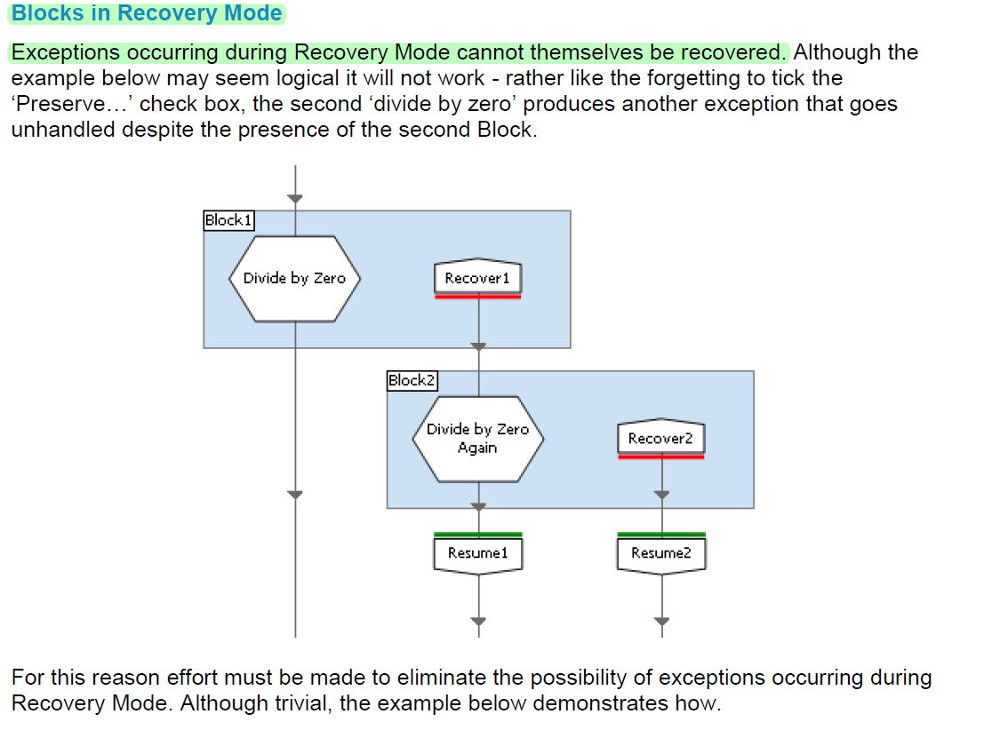 Blocks in Recovery Mode
Exceptions occurring during Recovery Mode cannot themselves be recovered. Although the
example below may seem logical it will not work - rather like the forgetting to tick the
‘Preserve…’ check box, the second ‘divide by zero’ produces another exception that goes
unhandled despite the presence of the second Block.
Block1
Divide by Zero
Recover1
Block2
Divide by Zero
Again
Recover2
Resume1
Resume2
For this reason effort must be made to eliminate the possibility of exceptions occurring during
Recovery Mode. Although trivial, the example below demonstrates how.